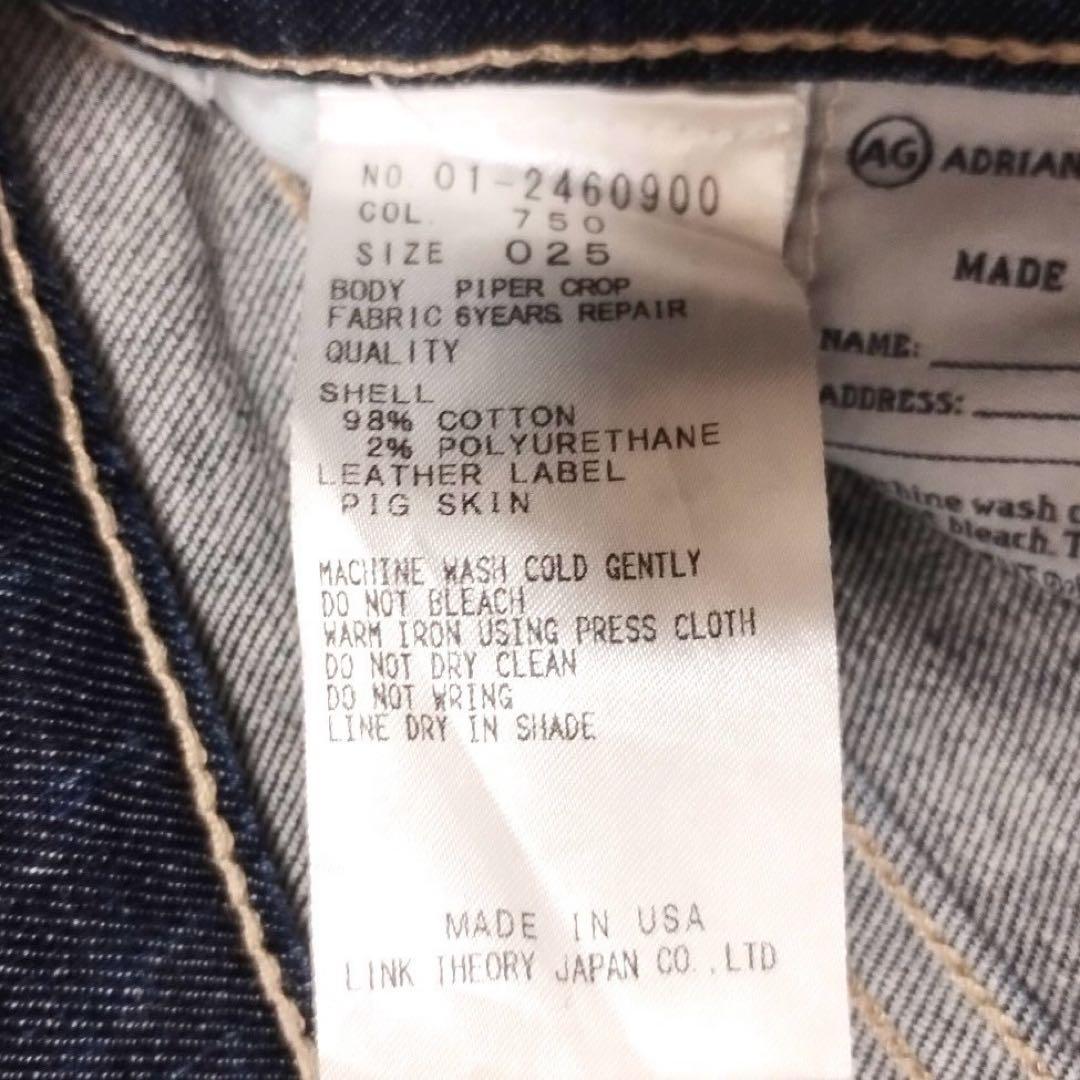 NO. 01-2460900
COL. 750
SIZE 025
BODY PIPER CROP
FABRIC 6YEARS REPAIR
QUALITY
SHELL
98% COTTON
2% POLYURETHANE
LEATHER LABEL
PIG SKIN
MACHINE WASH COLD GENTLY
DO NOT BLEACH
WARM IRON USING PRESS CLOTH
DO NOT DRY CLEAN
DO NOT WRING
LINE DRY IN SHADE
MADE IN USA
LINK THEORY JAPAN CO.,LTD
AG ADRIAN
MADE
NAME:
ADDRESS:
wash
bleach.